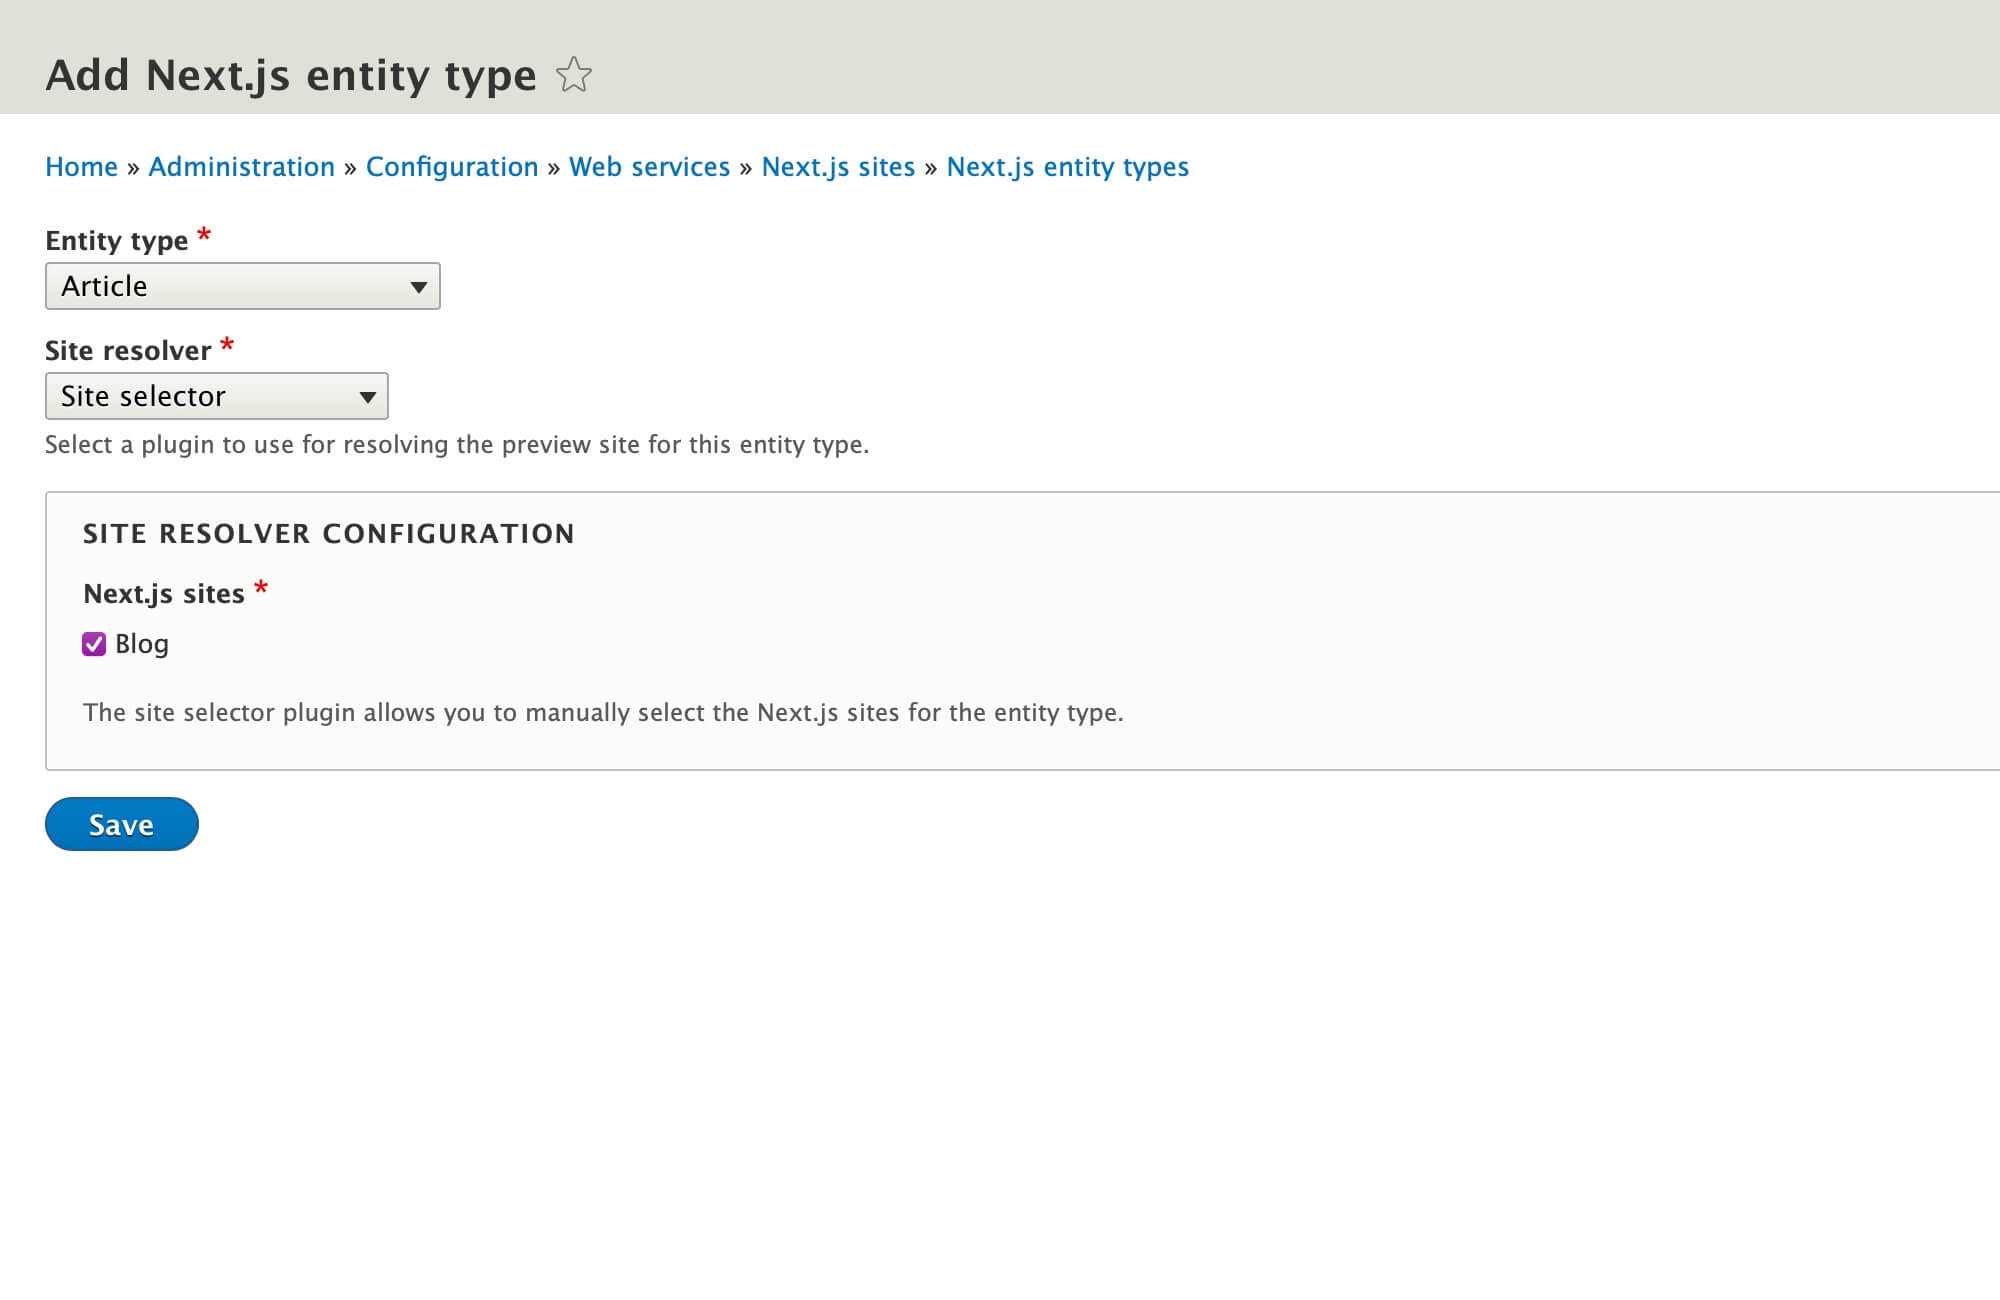 Add Next.js entity type
Home » Administration » Configuration » Web services » Next.js sites » Next.js entity types
Entity type *
Article
Site resolver *
Site selector
Select a plugin to use for resolving the preview site for this entity type.
SITE RESOLVER CONFIGURATION
Next.js sites *
Blog
The site selector plugin allows you to manually select the Next.js sites for the entity type.
Save